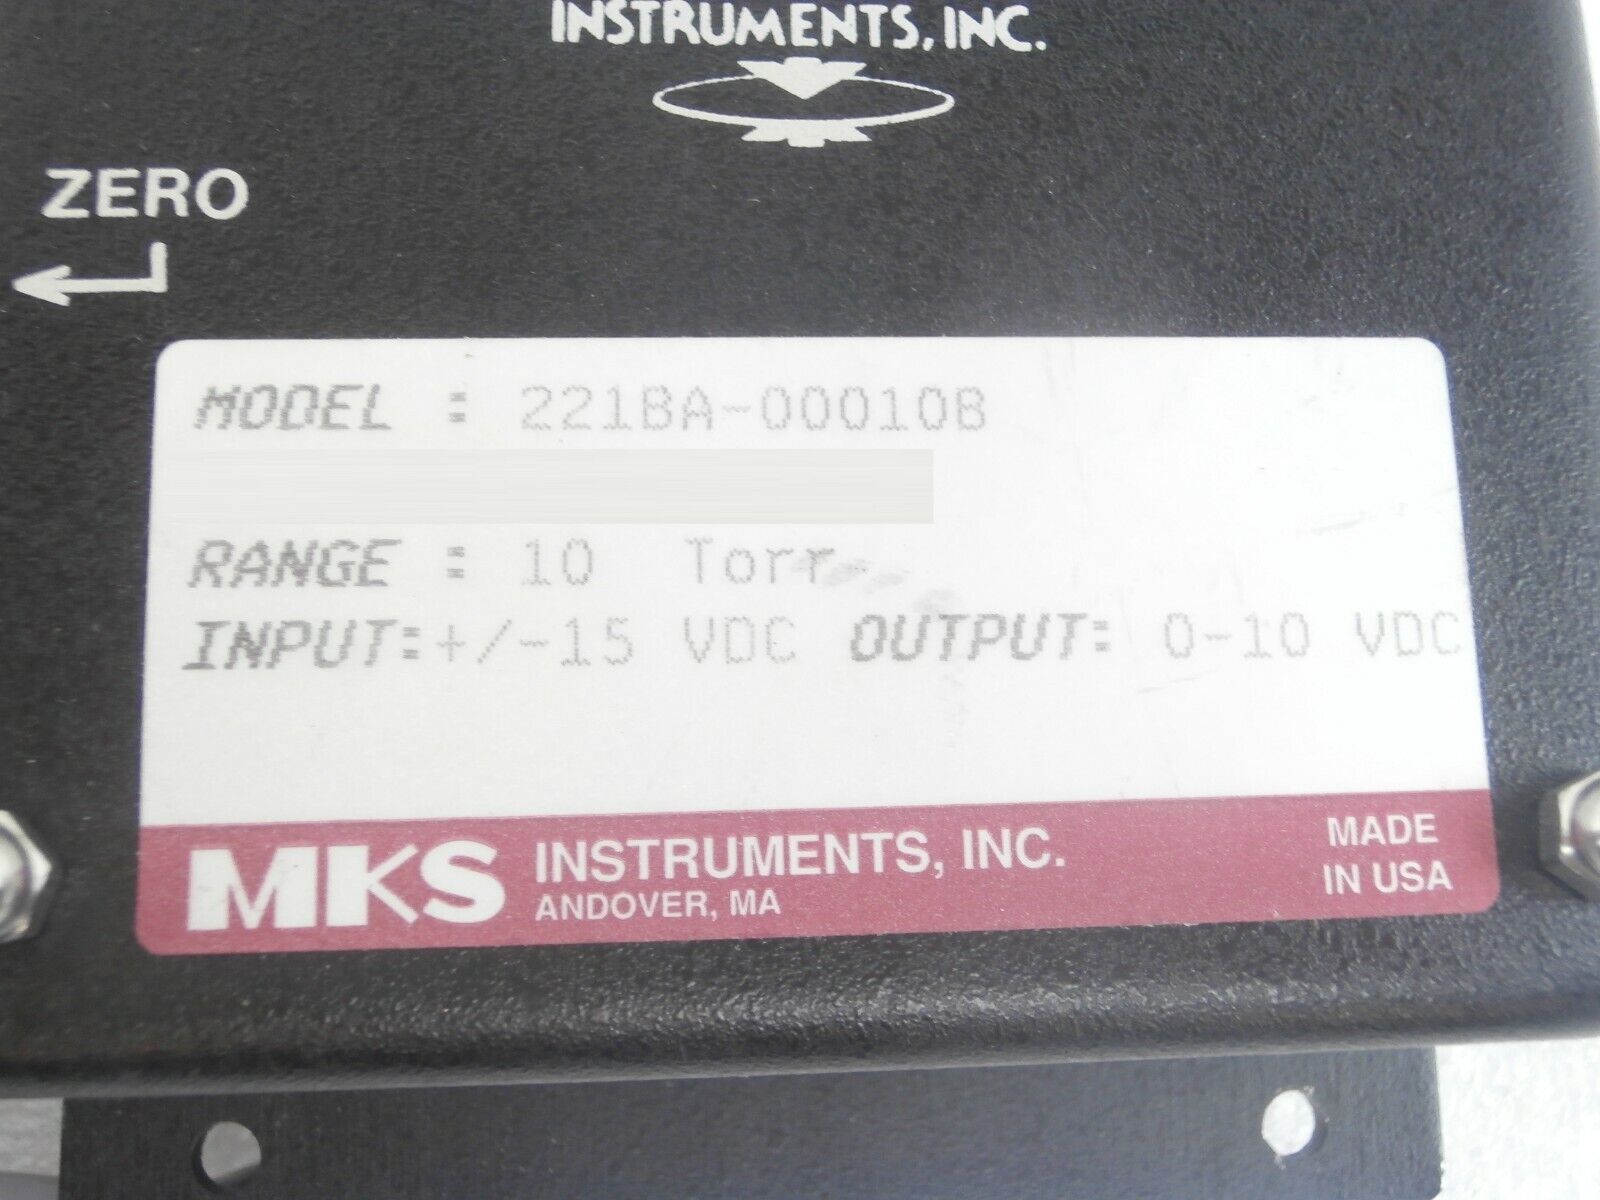 INSTRUMENTS, INC.
ZERO
MODEL : 221BA-00010B
RANGE : 10 Torr
INPUT:+/-15 VDC OUTPUT: 0-10 VDC
MKS INSTRUMENTS, INC.
ANDOVER, MA
MADE
IN USA